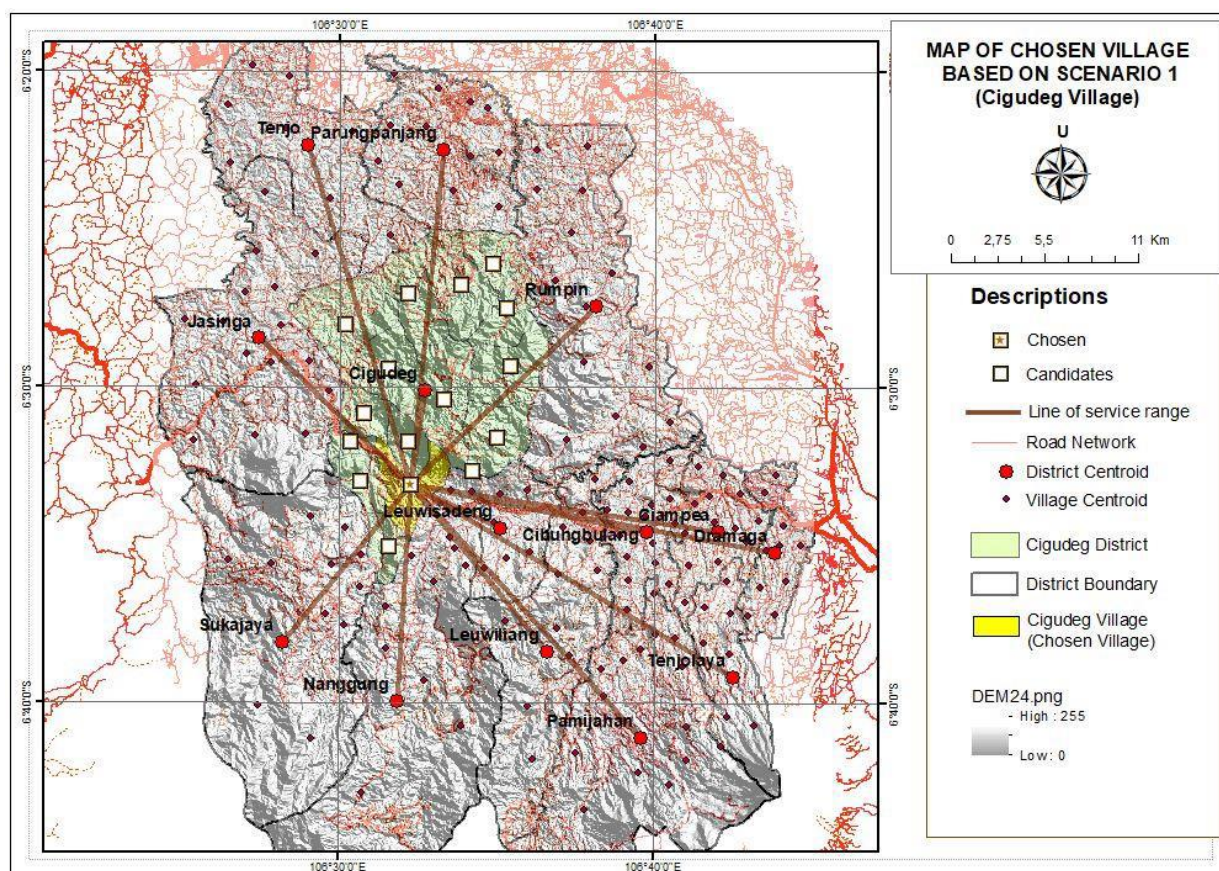 106°30'0"E
106°40'0"E
6°20'0"S
6°20'0"S
Tenjo
Parungpanjang
Rumpin
Jasinga
Cigudeg
6°30'0"S
6°30'0"S
Leuwisadeng
Ciampea
Cibungbulang
Dramaga
Sukajaya
Leuwiliang
Tenjolaya
Nanggung
Pamijahan
6°40'0"S
6°40'0"S
106°30'0"E
106°40'0"E
MAP OF CHOSEN VILLAGE
BASED ON SCENARIO 1
(Cigudeg Village)
U
0 2,75 5,5 11 Km
Descriptions
Chosen
Candidates
Line of service range
Road Network
District Centroid
Village Centroid
Cigudeg District
District Boundary
Cigudeg Village
(Chosen Village)
DEM24.png
High : 255
Low : 0